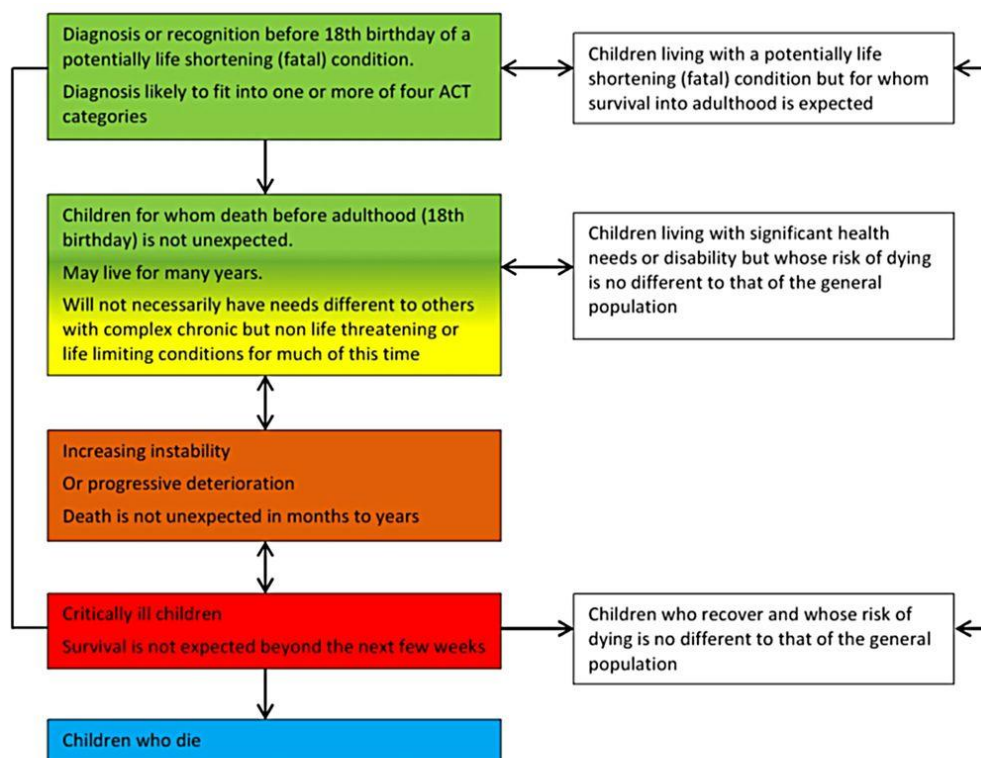 Diagnosis or recognition before 18th birthday of a
potentially life shortening (fatal) condition.
Diagnosis likely to fit into one or more of four ACT
categories
Children living with a potentially life
shortening (fatal) condition but for whom
survival into adulthood is expected
Children for whom death before adulthood (18th
birthday) is not unexpected.
May live for many years.
Will not necessarily have needs different to others
with complex chronic but non life threatening or
life limiting conditions for much of this time
Children living with significant health
needs or disability but whose risk of dying
is no different to that of the general
population
Increasing instability
Or progressive deterioration
Death is not unexpected in months to years
Critically ill children
Survival is not expected beyond the next few weeks
Children who recover and whose risk of
dying is no different to that of the general
population
Children who die